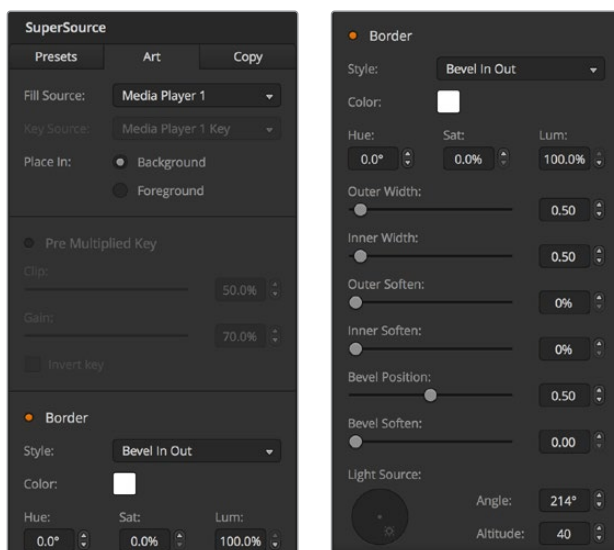 SuperSource
Presets Art Copy
Fill Source: Media Player 1
Key Source: Media Player 1 Key
Place In: Background
Foreground
Pre Multiplied Key
Clip:
50.0%
Gain:
70.0%
Invert key
Border
Style: Bevel In Out
Color:
Hue: Sat: Lum:
0.0° 0.0% 100.0%
Border
Style: Bevel In Out
Color:
Hue: Sat: Lum:
0.0° 0.0% 100.0%
Outer Width:
0.50
Inner Width:
0.50
Outer Soften:
0%
Inner Soften:
0%
Bevel Position:
0.50
Bevel Soften:
0.00
Light Source:
Angle: 214°
Altitude: 40